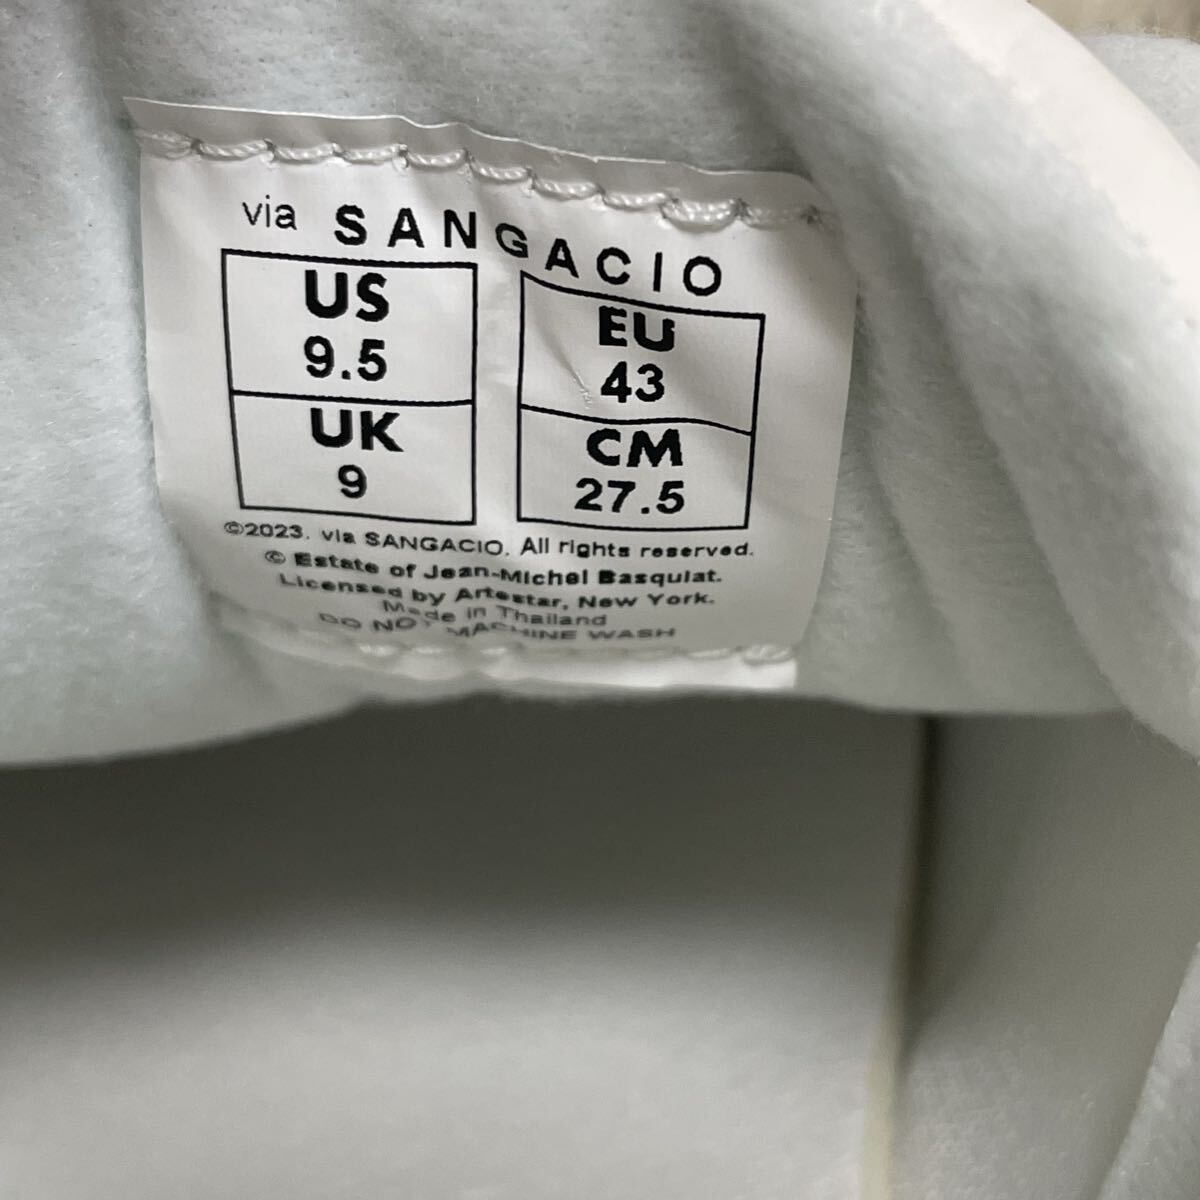 via SANGACIO
US
9.5
UK
9
EU
43
CM
27.5
©2023. via SANGACIO. All rights reserved.
© Estate of Jean-Michel Basquiat.
Licensed by Artestar, New York.
Made in Thailand
DO NOT MACHINE WASH